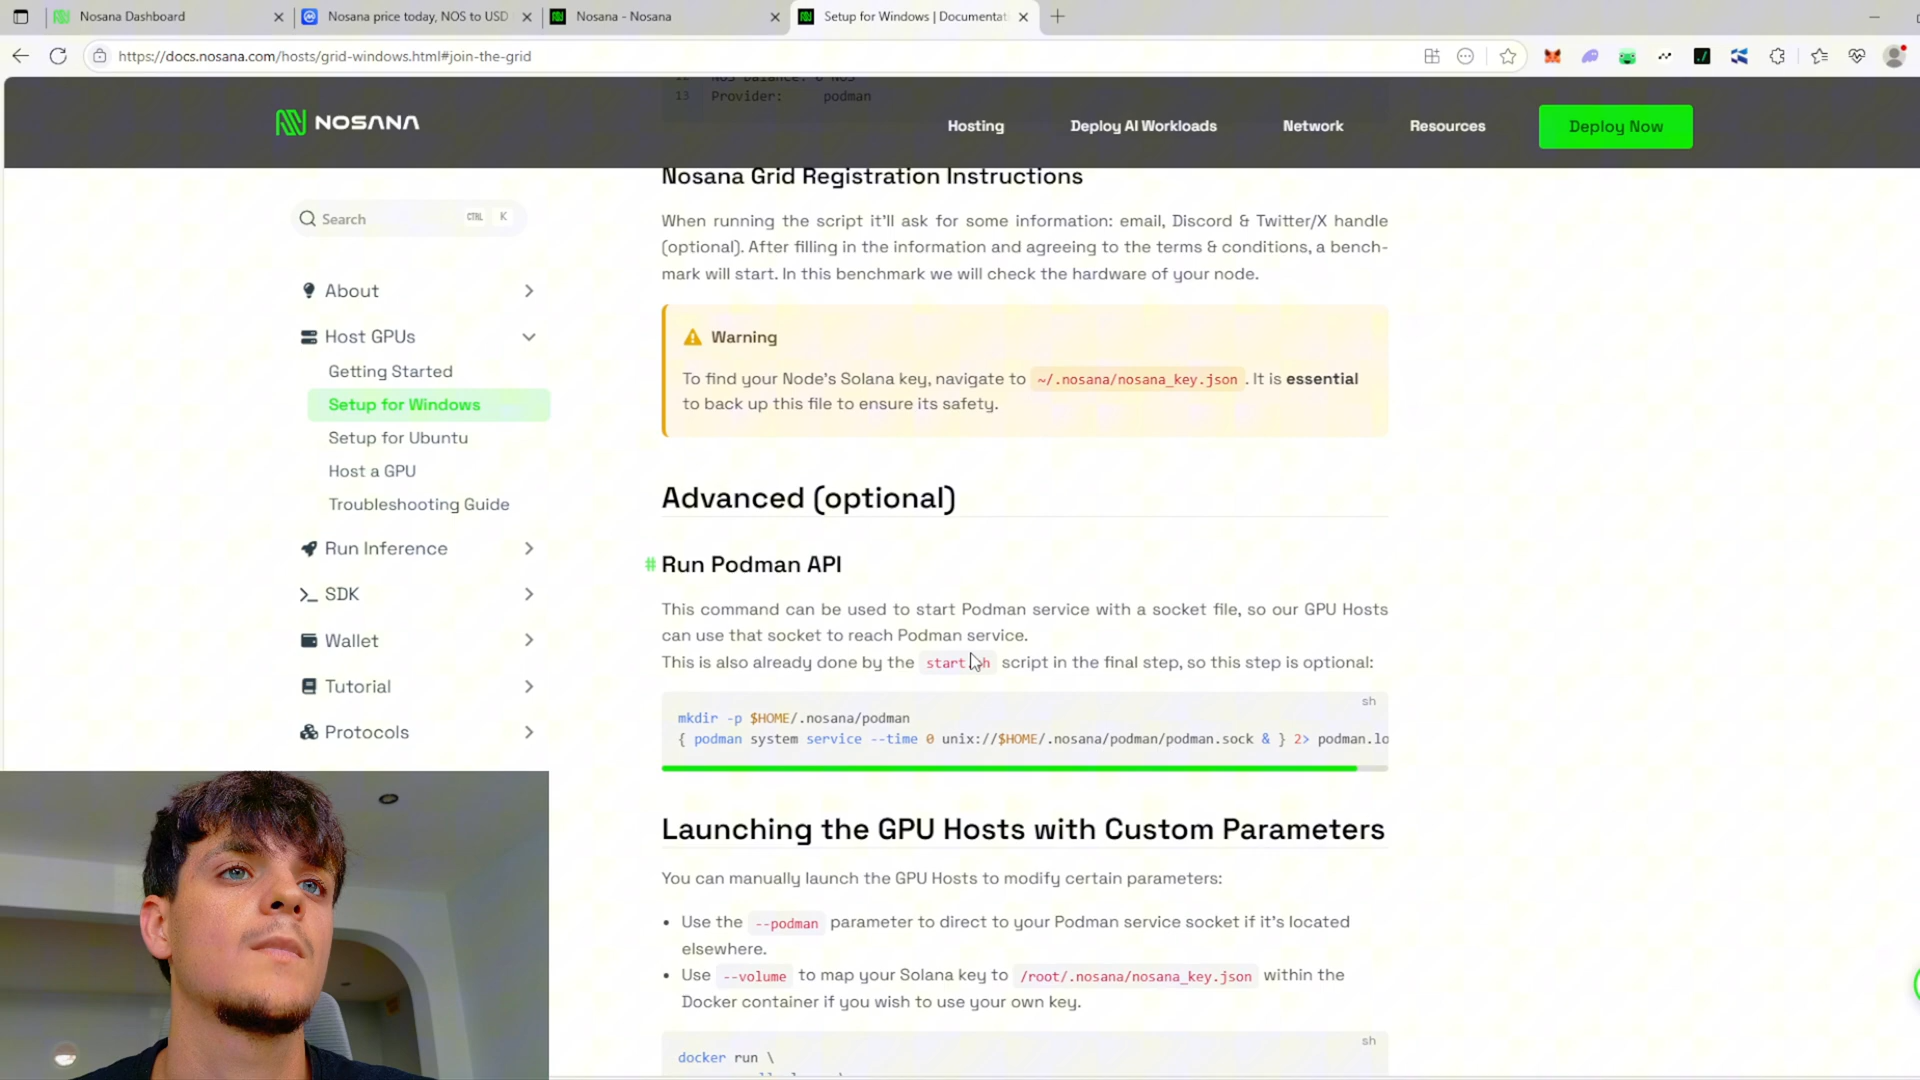 Nosana Dashboard
Nosana price today, NOS to USD
Nosana - Nosana
Setup for Windows | Documentat
https://docs.nosana.com/hosts/grid-windows.html#join-the-grid
NOS Balance: 0 NOS
13 Provider: podman
NOSANA
Hosting
Deploy AI Workloads
Network
Resources
Deploy Now
Search
CTRL K
About
Host GPUs
Getting Started
Setup for Windows
Setup for Ubuntu
Host a GPU
Troubleshooting Guide
Run Inference
SDK
Wallet
Tutorial
Protocols
Nosana Grid Registration Instructions
When running the script it'll ask for some information: email, Discord & Twitter/X handle
(optional). After filling in the information and agreeing to the terms & conditions, a bench-
mark will start. In this benchmark we will check the hardware of your node.
Warning
To find your Node's Solana key, navigate to ~/.nosana/nosana_key.json . It is essential
to back up this file to ensure its safety.
Advanced (optional)
# Run Podman API
This command can be used to start Podman service with a socket file, so our GPU Hosts
can use that socket to reach Podman service.
This is also already done by the start h script in the final step, so this step is optional:
sh
mkdir -p $HOME/.nosana/podman
{ podman system service --time 0 unix://$HOME/.nosana/podman/podman.sock & } 2> podman.lo
Launching the GPU Hosts with Custom Parameters
You can manually launch the GPU Hosts to modify certain parameters:
• Use the --podman parameter to direct to your Podman service socket if it's located
elsewhere.
• Use --volume to map your Solana key to /root/.nosana/nosana_key.json within the
Docker container if you wish to use your own key.
sh
docker run \